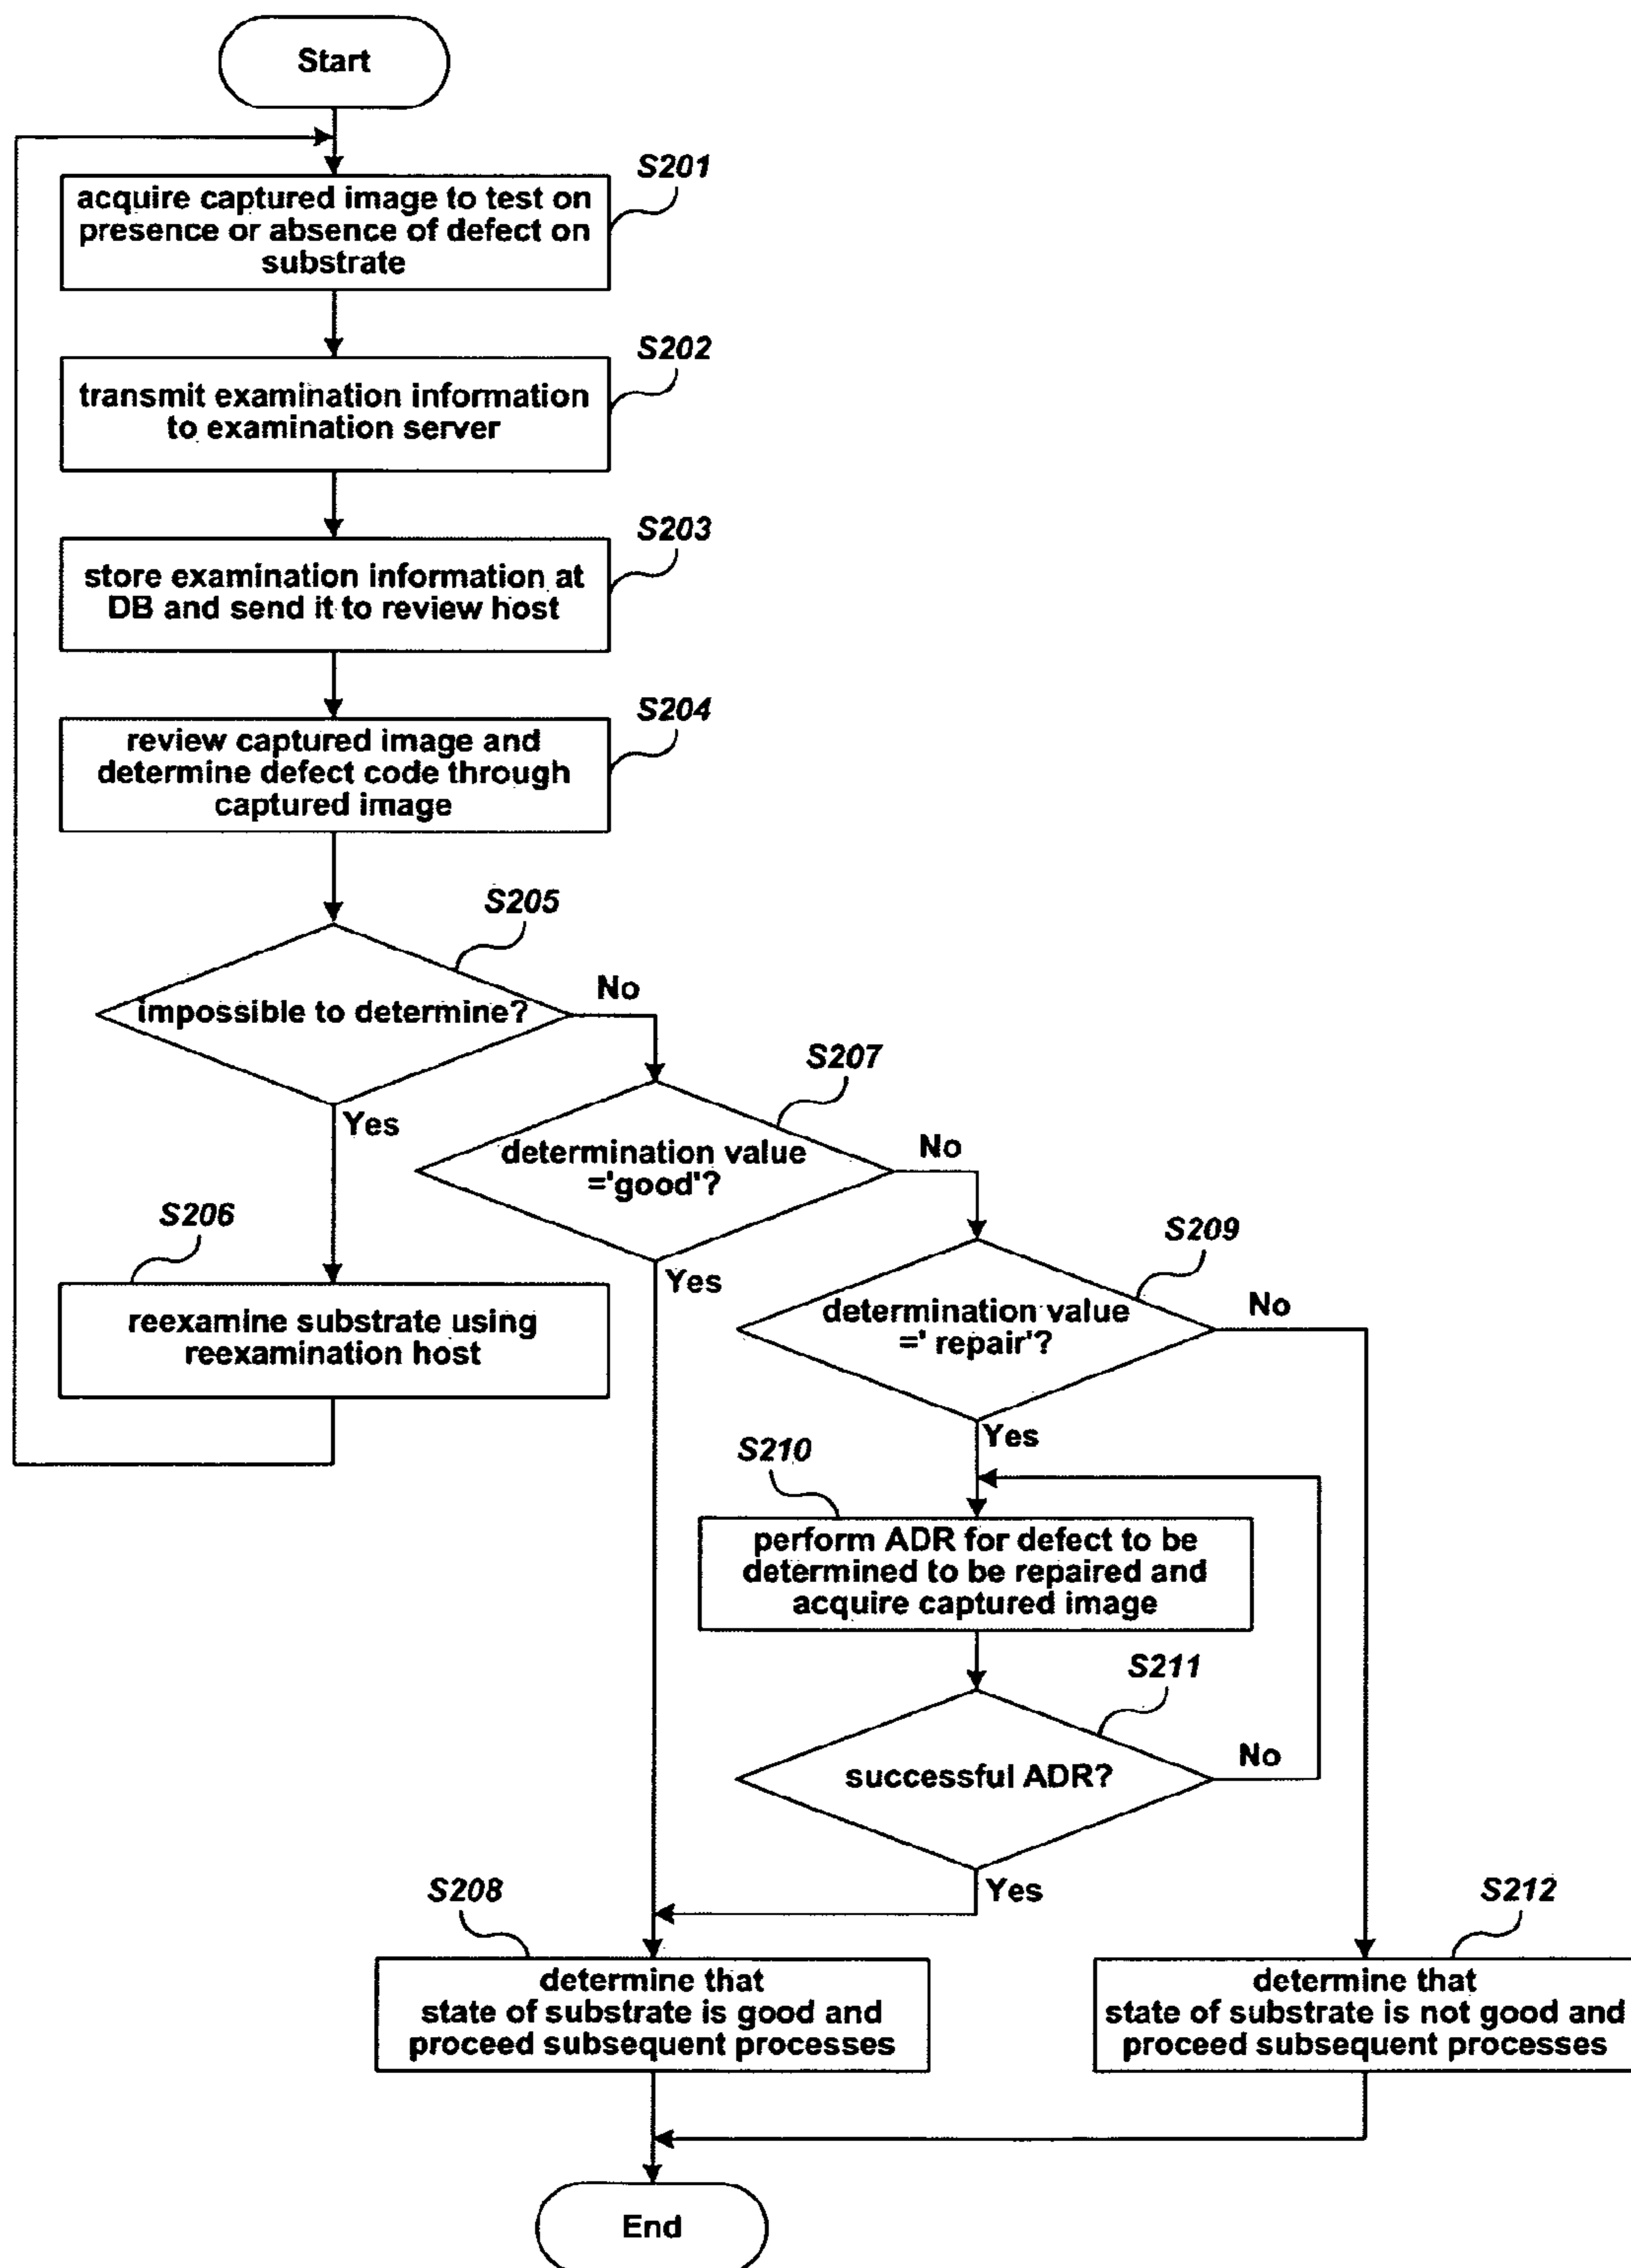 Start
S201
acquire captured image to test on
presence or absence of defect on
substrate
S202
transmit examination information
to examination server
S203
store examination information at
DB and send it to review host
S204
review captured image and
determine defect code through
captured image
S205
impossible to determine?
No
Yes
S207
determination value
='good'?
No
Yes
S206
reexamine substrate using
reexamination host
S209
determination value
=' repair'?
No
Yes
S210
perform ADR for defect to be
determined to be repaired and
acquire captured image
S211
successful ADR?
No
Yes
S208
determine that
state of substrate is good and
proceed subsequent processes
S212
determine that
state of substrate is not good and
proceed subsequent processes
End